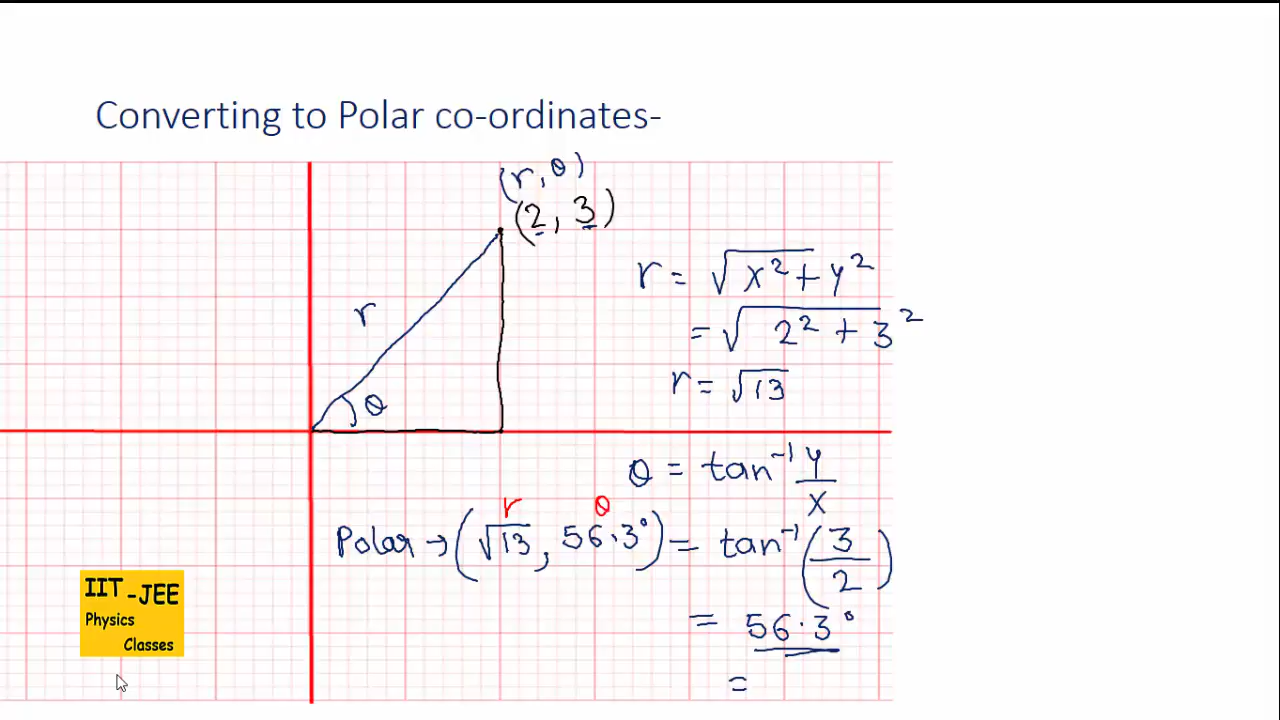 Converting to Polar co-ordinates-
(r, θ)
(2, 3)
r
θ
r = √x² + y²
= √2² + 3²
r = √13
θ = tan⁻¹ y/x
r θ
Polar → (√13, 56.3°)
= tan⁻¹ (3/2)
= 56.3°
=
IIT - JEE
Physics
Classes